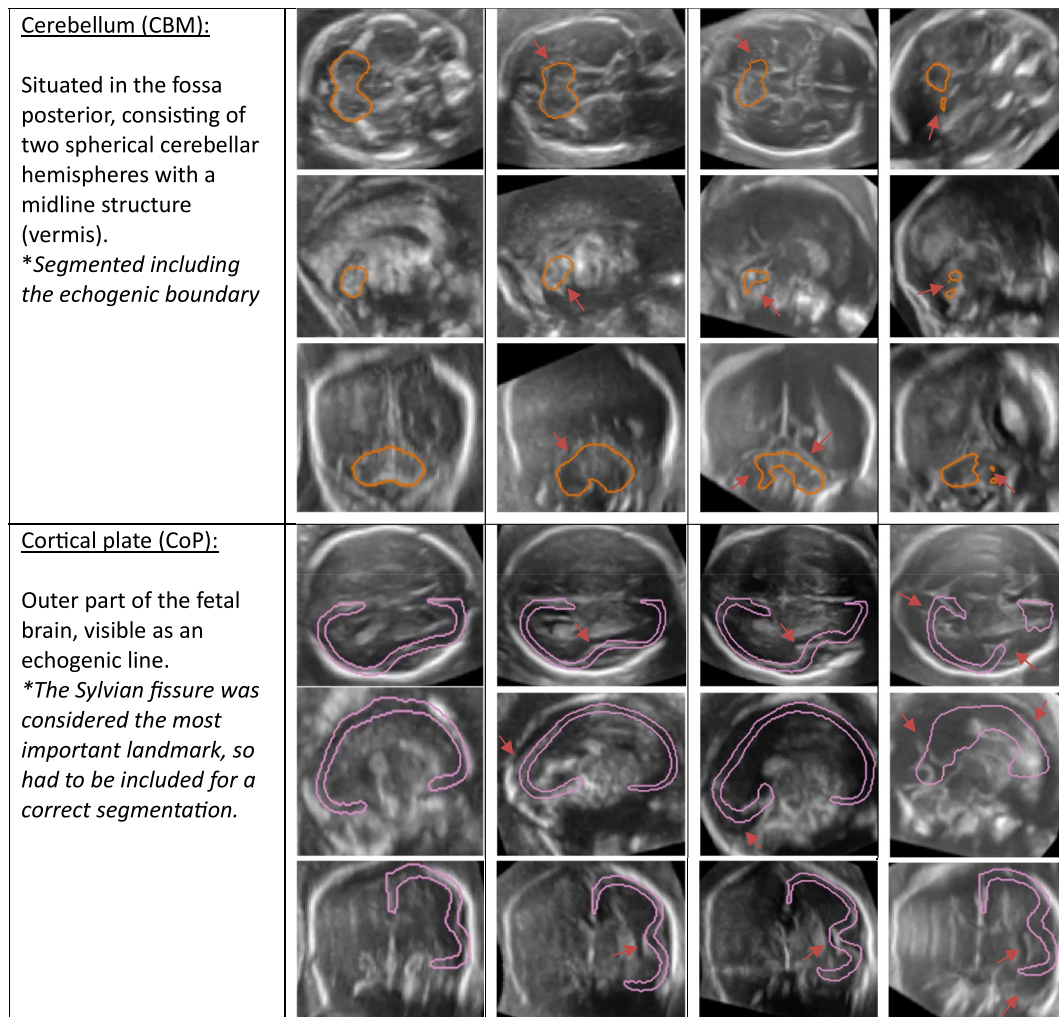 Cerebellum (CBM):
Situated in the fossa
posterior, consisting of
two spherical cerebellar
hemispheres with a
midline structure
(vermis).
*Segmented including
the echogenic boundary
Cortical plate (CoP):
Outer part of the fetal
brain, visible as an
echogenic line.
*The Sylvian fissure was
considered the most
important landmark, so
had to be included for a
correct segmentation.